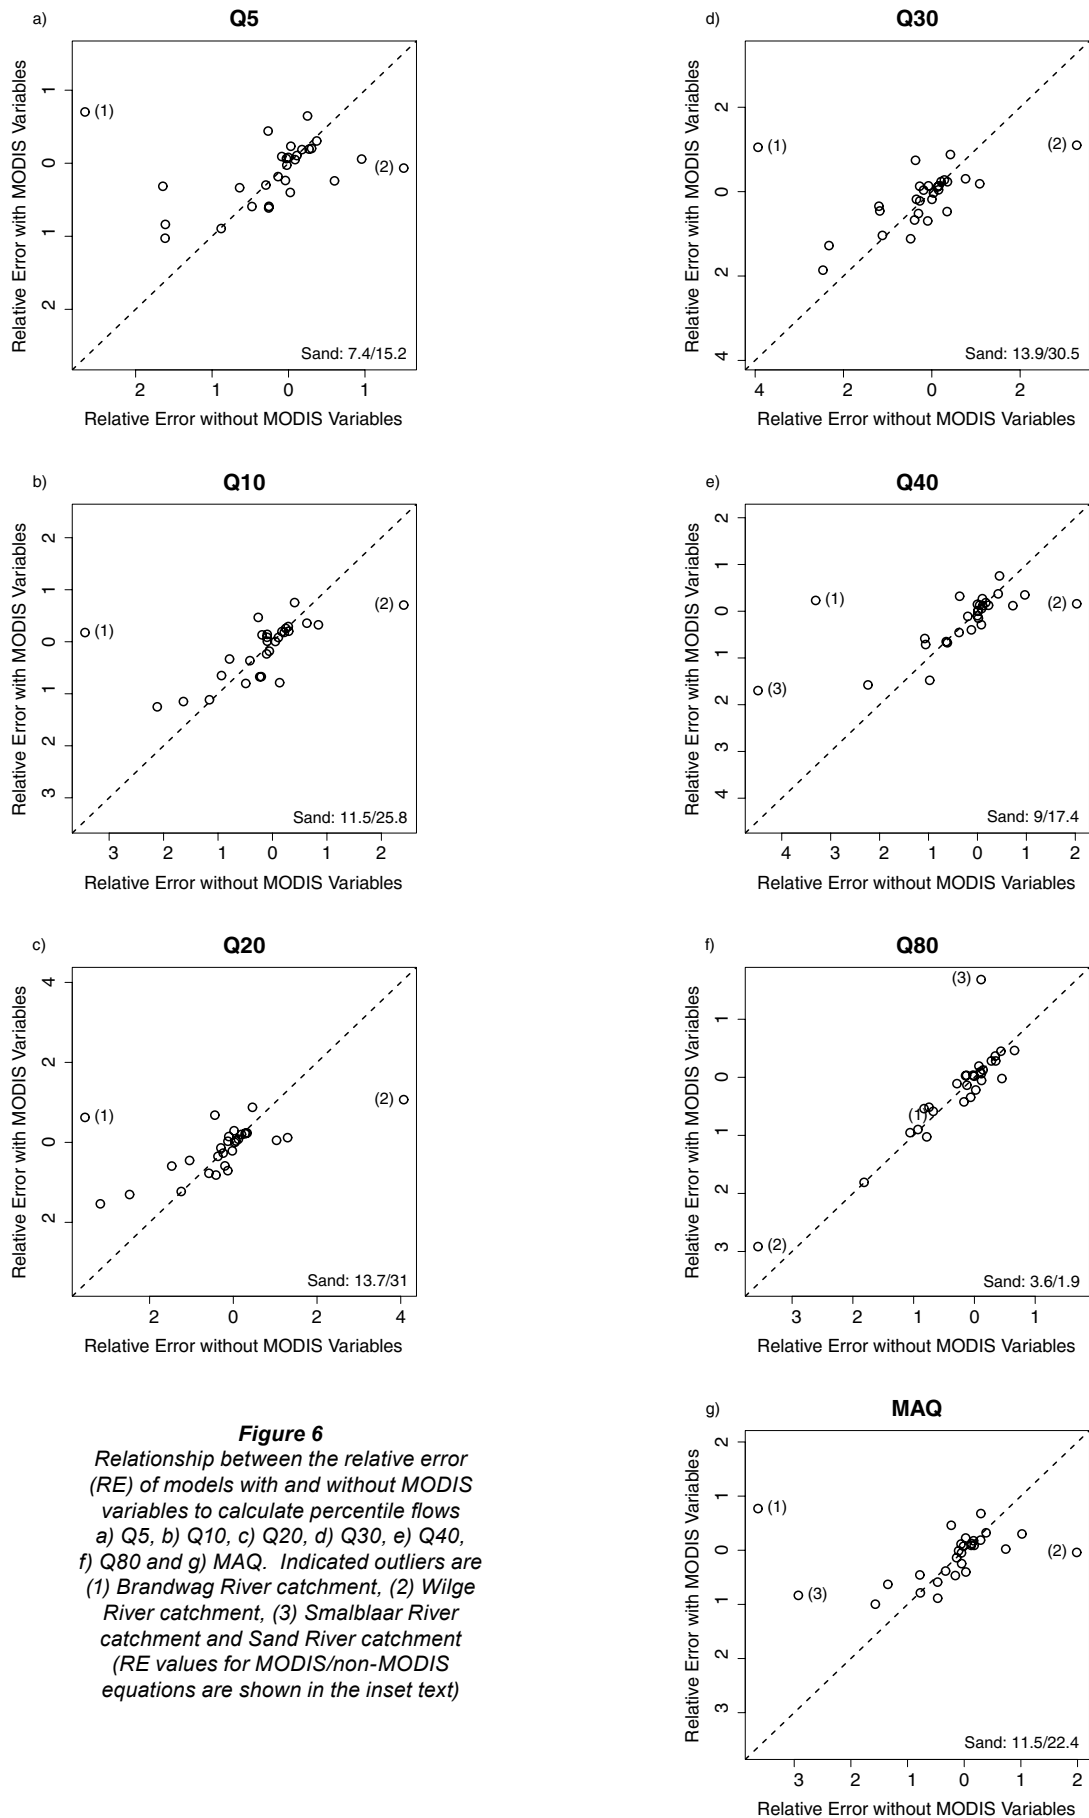 a)
Q5
Relative Error with MODIS Variables
1
0
1
2
(1)
(2)
Sand: 7.4/15.2
2 1 0 1
Relative Error without MODIS Variables
b)
Q10
Relative Error with MODIS Variables
2
1
0
1
2
3
(1)
(2)
Sand: 11.5/25.8
3 2 1 0 1 2
Relative Error without MODIS Variables
c)
Q20
Relative Error with MODIS Variables
4
2
0
2
(1)
(2)
Sand: 13.7/31
2 0 2 4
Relative Error without MODIS Variables
d)
Q30
Relative Error with MODIS Variables
2
0
2
4
(1)
(2)
Sand: 13.9/30.5
4 2 0 2
Relative Error without MODIS Variables
e)
Q40
Relative Error with MODIS Variables
2
1
0
1
2
3
4
(1)
(2)
(3)
Sand: 9/17.4
4 3 2 1 0 1 2
Relative Error without MODIS Variables
f)
Q80
Relative Error with MODIS Variables
1
0
1
2
3
(3)
(1)
(2)
Sand: 3.6/1.9
3 2 1 0 1
Relative Error without MODIS Variables
g)
MAQ
Relative Error with MODIS Variables
2
1
0
1
2
3
(1)
(2)
(3)
Sand: 11.5/22.4
3 2 1 0 1 2
Relative Error without MODIS Variables
Figure 6
Relationship between the relative error
(RE) of models with and without MODIS
variables to calculate percentile flows
a) Q5, b) Q10, c) Q20, d) Q30, e) Q40,
f) Q80 and g) MAQ. Indicated outliers are
(1) Brandwag River catchment, (2) Wilge
River catchment, (3) Smalblaar River
catchment and Sand River catchment
(RE values for MODIS/non-MODIS
equations are shown in the inset text)